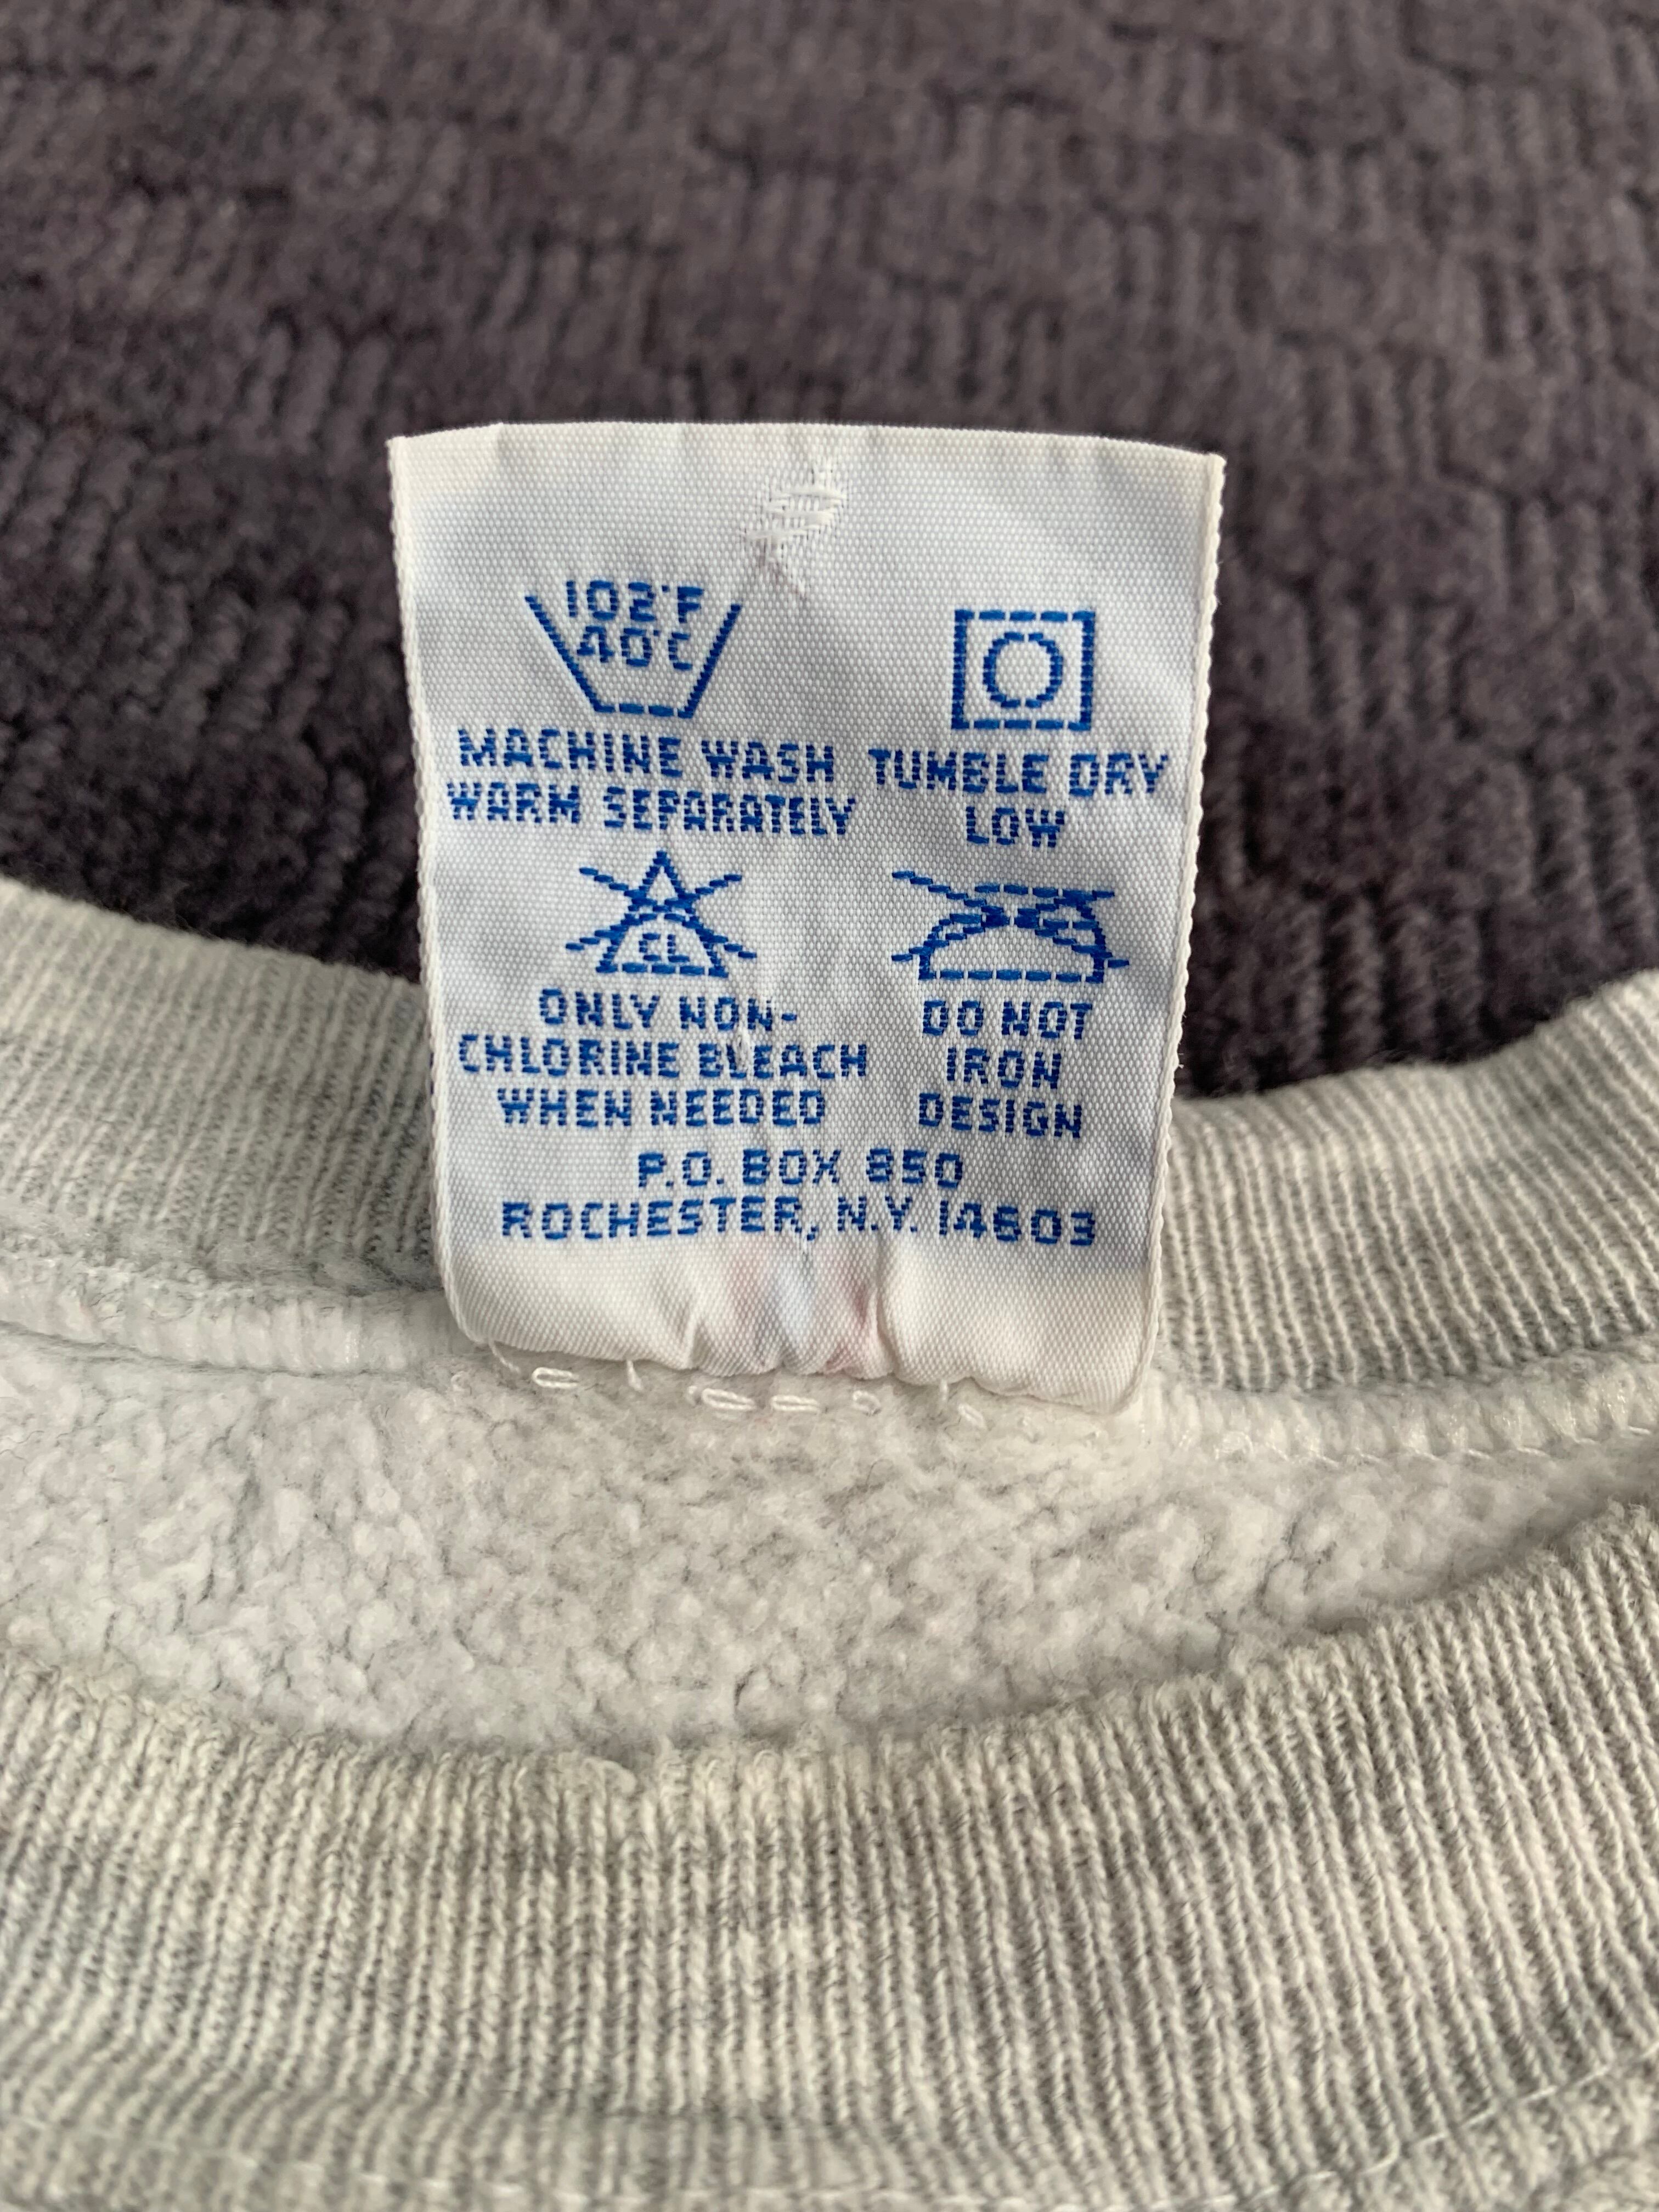 102°F
40°C
MACHINE WASH
WARM SEPARATELY
TUMBLE DRY
LOW
CL
ONLY NON-
CHLORINE BLEACH
WHEN NEEDED
DO NOT
IRON
DESIGN
P.O. BOX 850
ROCHESTER, N.Y. 14603